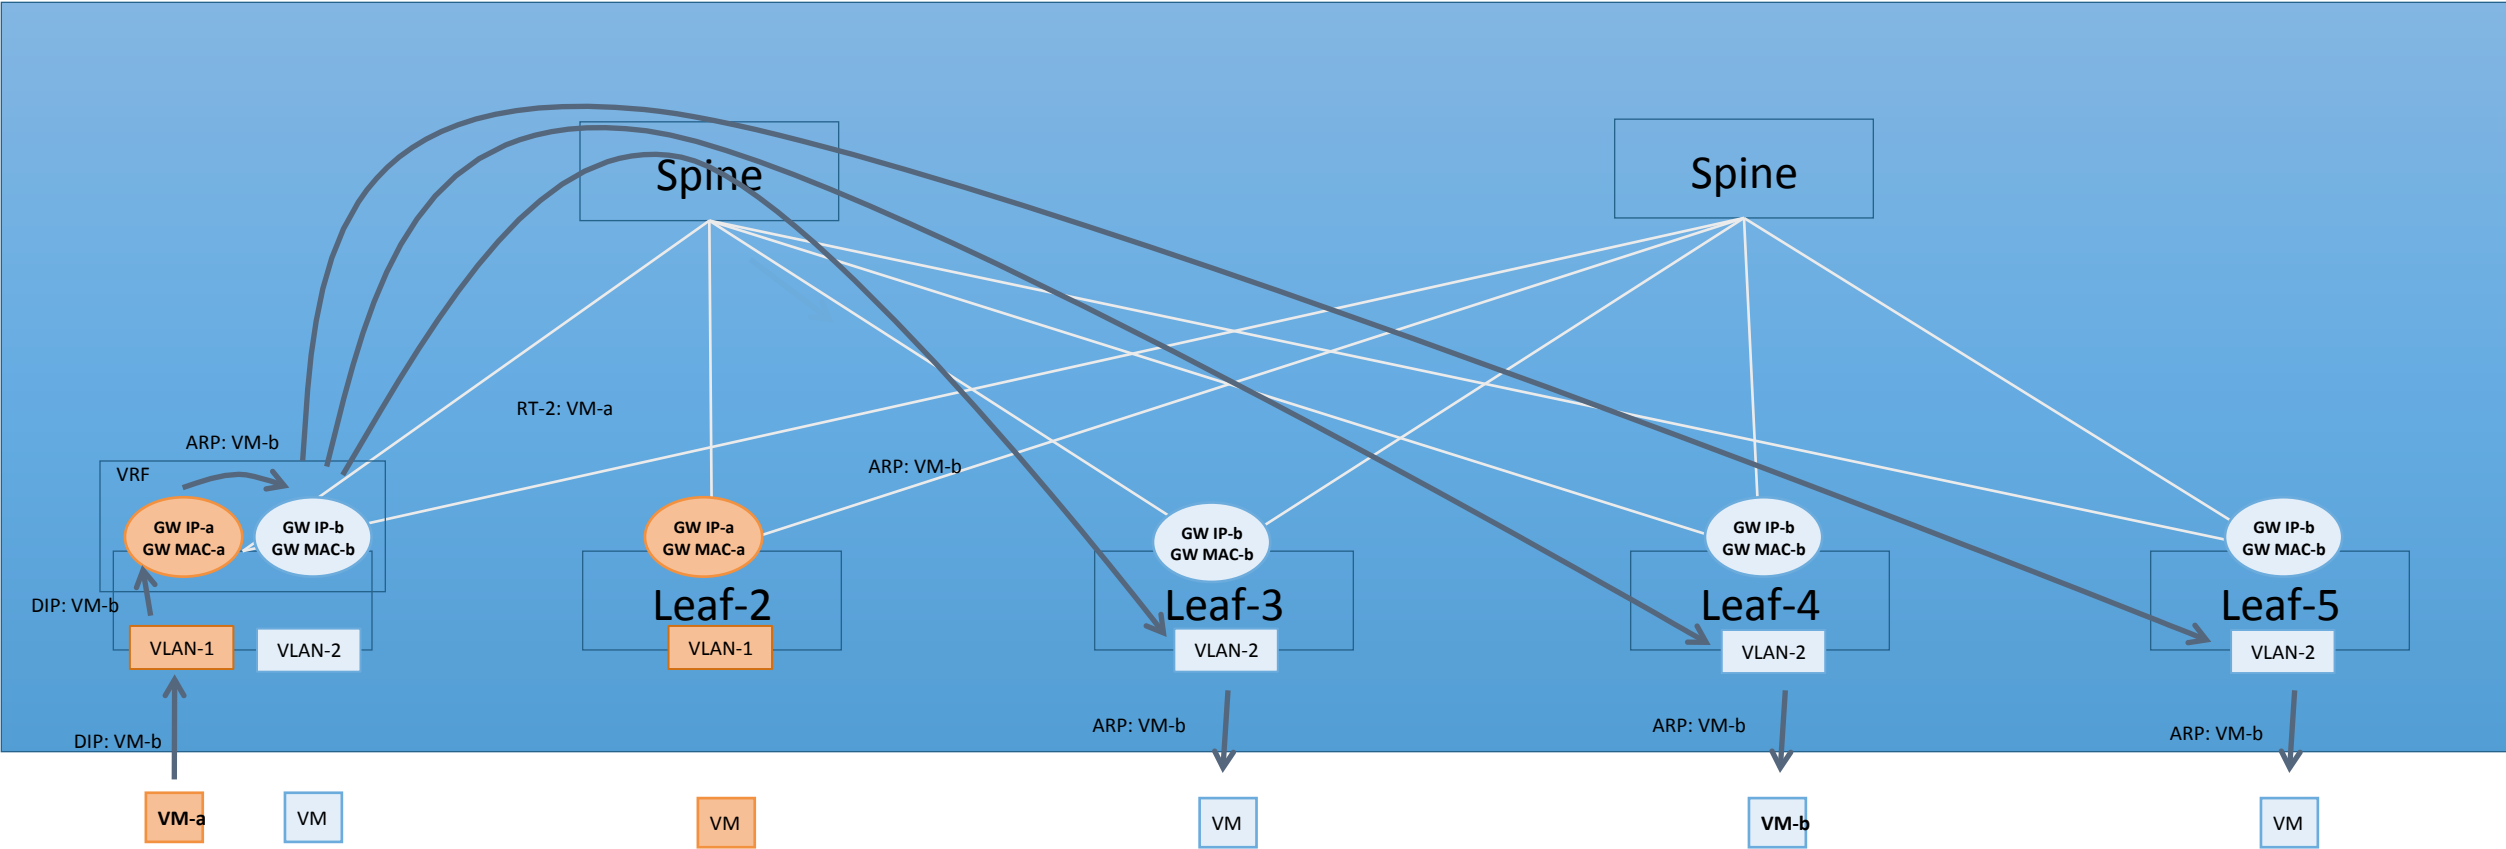 Spine
Spine
RT-2: VM-a
ARP: VM-b
ARP: VM-b
VRF
GW IP-a
GW MAC-a
GW IP-b
GW MAC-b
GW IP-a
GW MAC-a
GW IP-b
GW MAC-b
GW IP-b
GW MAC-b
GW IP-b
GW MAC-b
DIP: VM-b
Leaf-2
Leaf-3
Leaf-4
Leaf-5
VLAN-1
VLAN-2
VLAN-1
VLAN-2
VLAN-2
VLAN-2
DIP: VM-b
ARP: VM-b
ARP: VM-b
ARP: VM-b
VM-a
VM
VM
VM
VM-b
VM